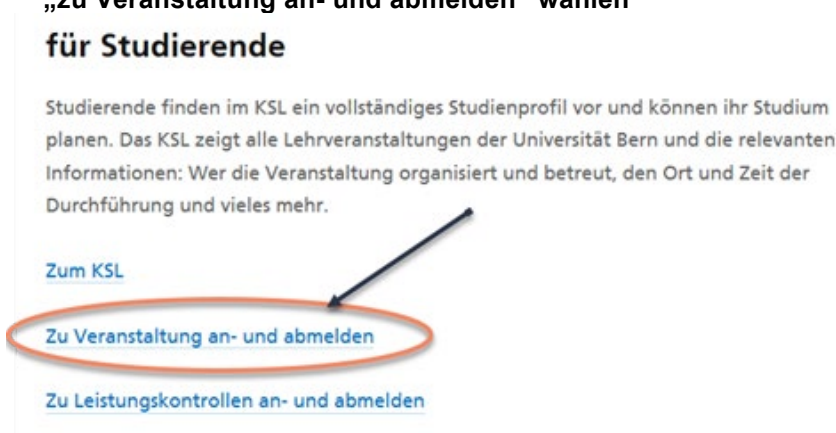 „zu Veranstaltung an- und abmelden“ wählen
für Studierende
Studierende finden im KSL ein vollständiges Studienprofil vor und können ihr Studium
planen. Das KSL zeigt alle Lehrveranstaltungen der Universität Bern und die relevanten
Informationen: Wer die Veranstaltung organisiert und betreut, den Ort und Zeit der
Durchführung und vieles mehr.
Zum KSL
Zu Veranstaltung an- und abmelden
Zu Leistungskontrollen an- und abmelden